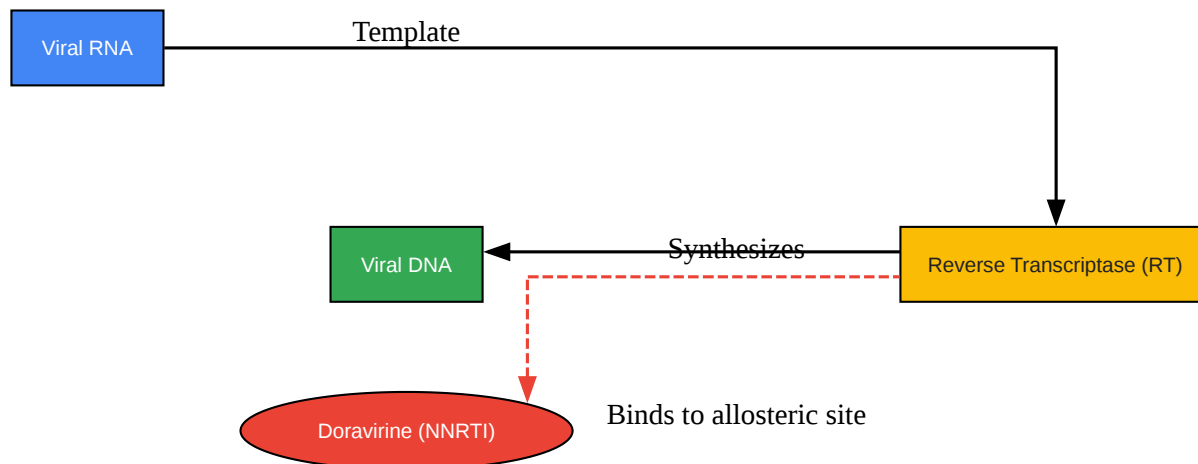 Viral RNA
Template
Viral DNA
Synthesizes
Reverse Transcriptase (RT)
Doravirine (NNRTI)
Binds to allosteric site